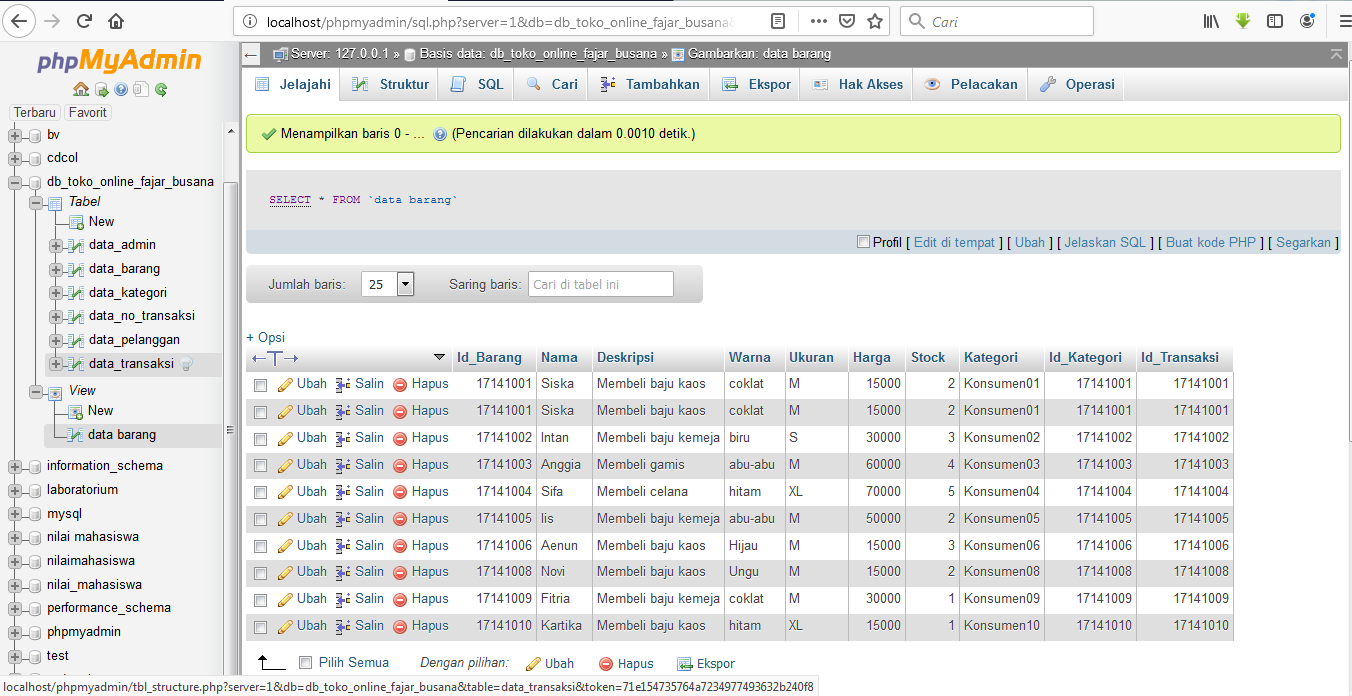 localhost/phpmyadmin/sql.php?server=1&db=db_toko_online_fajar_busana
Cari
phpMyAdmin
Terbaru Favorit
bv
cdcol
db_toko_online_fajar_busana
Tabel
New
data_admin
data_barang
data_kategori
data_no_transaksi
data_pelanggan
data_transaksi
View
New
data barang
information_schema
laboratorium
mysql
nilai mahasiswa
nilaimahasiswa
nilai_mahasiswa
performance_schema
phpmyadmin
test
Server: 127.0.0.1 » Basis data: db_toko_online_fajar_busana » Gambarkan: data barang
Jelajahi Struktur SQL Cari Tambahkan Ekspor Hak Akses Pelacakan Operasi
Menampilkan baris 0 - ... (Pencarian dilakukan dalam 0.0010 detik.)
SELECT * FROM `data barang`
Profil [ Edit di tempat ] [ Ubah ] [ Jelaskan SQL ] [ Buat kode PHP ] [ Segarkan ]
Jumlah baris: 25 Saring baris: Cari di tabel ini
+ Opsi
←T→ Id_Barang Nama Deskripsi Warna Ukuran Harga Stock Kategori Id_Kategori Id_Transaksi
Ubah Salin Hapus 17141001 Siska Membeli baju kaos coklat M 15000 2 Konsumen01 17141001 17141001
Ubah Salin Hapus 17141001 Siska Membeli baju kaos coklat M 15000 2 Konsumen01 17141001 17141001
Ubah Salin Hapus 17141002 Intan Membeli baju kemeja biru S 30000 3 Konsumen02 17141002 17141002
Ubah Salin Hapus 17141003 Anggia Membeli gamis abu-abu M 60000 4 Konsumen03 17141003 17141003
Ubah Salin Hapus 17141004 Sifa Membeli celana hitam XL 70000 5 Konsumen04 17141004 17141004
Ubah Salin Hapus 17141005 Iis Membeli baju kemeja abu-abu M 50000 2 Konsumen05 17141005 17141005
Ubah Salin Hapus 17141006 Aenun Membeli baju kaos Hijau M 15000 3 Konsumen06 17141006 17141006
Ubah Salin Hapus 17141008 Novi Membeli baju kaos Ungu M 15000 2 Konsumen08 17141008 17141008
Ubah Salin Hapus 17141009 Fitria Membeli baju kemeja coklat M 30000 1 Konsumen09 17141009 17141009
Ubah Salin Hapus 17141010 Kartika Membeli baju kaos hitam XL 15000 1 Konsumen10 17141010 17141010
Pilih Semua Dengan pilihan: Ubah Hapus Ekspor
localhost/phpmyadmin/tbl_structure.php?server=1&db=db_toko_online_fajar_busana&table=data_transaksi&token=71e154735764a7234977493632b240f8